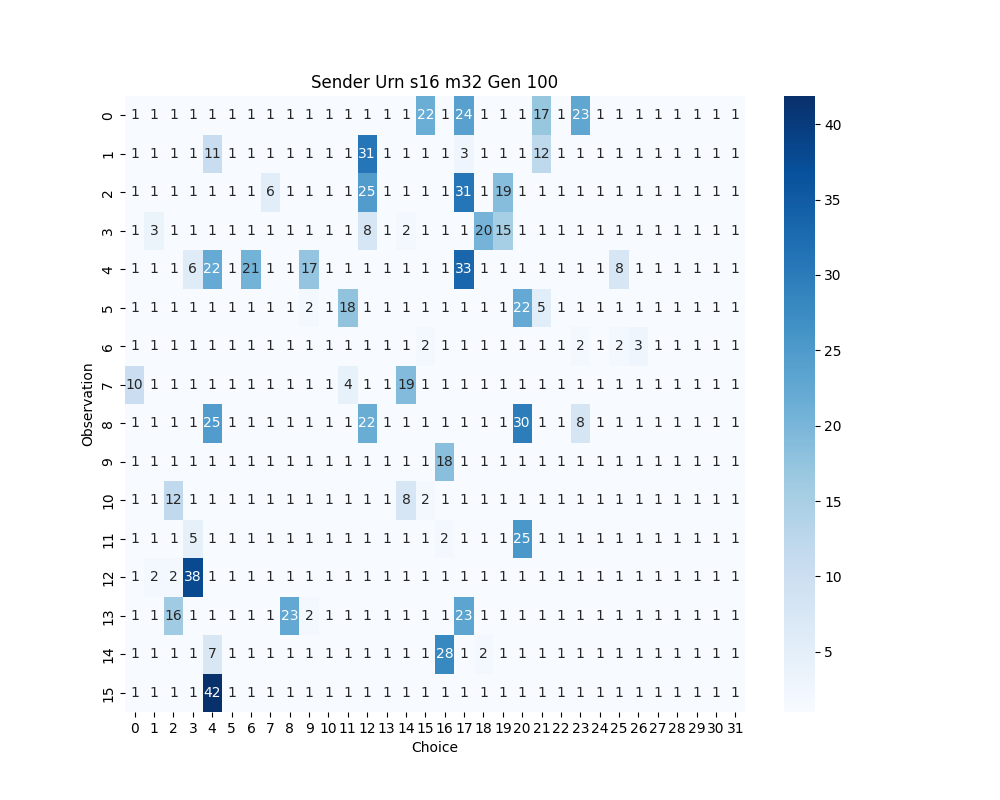 Sender Urn s16 m32 Gen 100
0 1 1 1 1 1 1 1 1 1 1 1 1 1 1 1 22 1 24 1 1 1 17 1 23 1 1 1 1 1 1 1 1
1 1 1 1 1 11 1 1 1 1 1 1 1 31 1 1 1 1 3 1 1 1 12 1 1 1 1 1 1 1 1 1 1
2 1 1 1 1 1 1 1 6 1 1 1 1 25 1 1 1 1 31 1 19 1 1 1 1 1 1 1 1 1 1 1 1
3 1 3 1 1 1 1 1 1 1 1 1 1 8 1 2 1 1 1 20 15 1 1 1 1 1 1 1 1 1 1 1 1
4 1 1 1 6 22 1 21 1 1 17 1 1 1 1 1 1 1 33 1 1 1 1 1 1 1 8 1 1 1 1 1 1
5 1 1 1 1 1 1 1 1 1 2 1 18 1 1 1 1 1 1 1 1 22 5 1 1 1 1 1 1 1 1 1 1
6 1 1 1 1 1 1 1 1 1 1 1 1 1 1 1 2 1 1 1 1 1 1 1 2 1 2 3 1 1 1 1 1
7 10 1 1 1 1 1 1 1 1 1 1 4 1 1 19 1 1 1 1 1 1 1 1 1 1 1 1 1 1 1 1 1
8 1 1 1 1 25 1 1 1 1 1 1 1 22 1 1 1 1 1 1 1 30 1 1 8 1 1 1 1 1 1 1 1
9 1 1 1 1 1 1 1 1 1 1 1 1 1 1 1 1 18 1 1 1 1 1 1 1 1 1 1 1 1 1 1 1
10 1 1 12 1 1 1 1 1 1 1 1 1 1 1 8 2 1 1 1 1 1 1 1 1 1 1 1 1 1 1 1 1
11 1 1 1 5 1 1 1 1 1 1 1 1 1 1 1 1 2 1 1 1 25 1 1 1 1 1 1 1 1 1 1 1
12 1 2 2 38 1 1 1 1 1 1 1 1 1 1 1 1 1 1 1 1 1 1 1 1 1 1 1 1 1 1 1 1
13 1 1 16 1 1 1 1 1 23 2 1 1 1 1 1 1 1 23 1 1 1 1 1 1 1 1 1 1 1 1 1 1
14 1 1 1 1 7 1 1 1 1 1 1 1 1 1 1 1 28 1 2 1 1 1 1 1 1 1 1 1 1 1 1 1
15 1 1 1 1 42 1 1 1 1 1 1 1 1 1 1 1 1 1 1 1 1 1 1 1 1 1 1 1 1 1 1 1
0 1 2 3 4 5 6 7 8 9 10 11 12 13 14 15 16 17 18 19 20 21 22 23 24 25 26 27 28 29 30 31
Choice
Observation
40
35
30
25
20
15
10
5